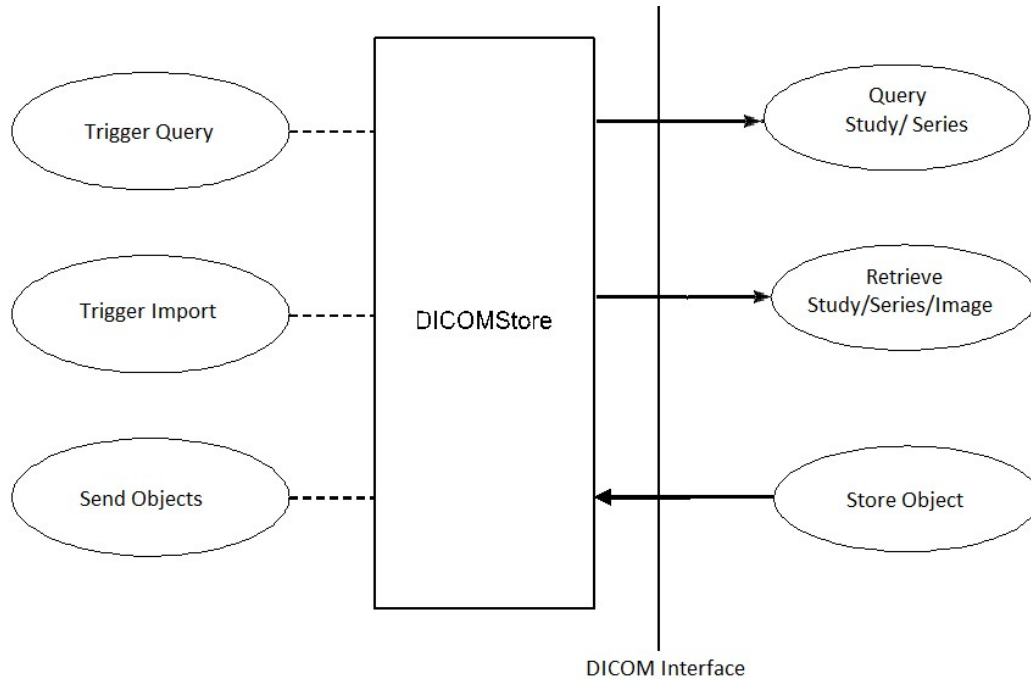 Trigger Query
Query
Study/ Series
Trigger Import
DICOMStore
Retrieve
Study/Series/Image
Send Objects
Store Object
DICOM Interface